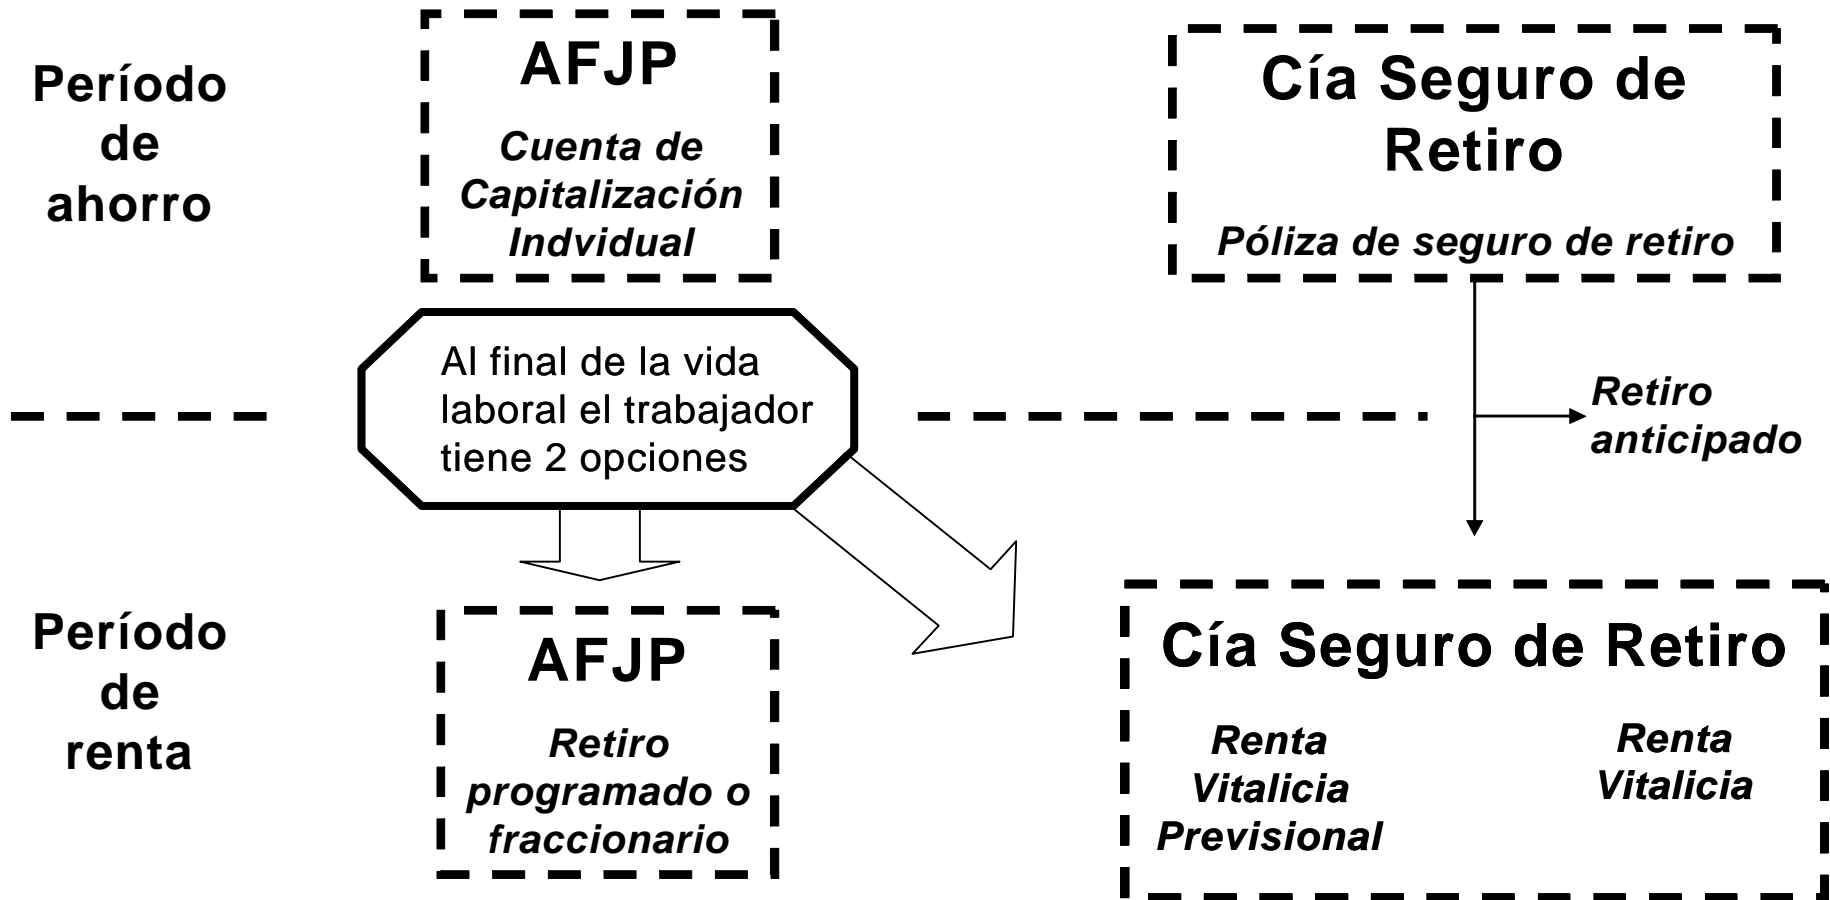 Período
de
ahorro
AFJP
Cuenta de
Capitalización
Indvidual
Cía Seguro de
Retiro
Póliza de seguro de retiro
Al final de la vida
laboral el trabajador
tiene 2 opciones
Retiro
anticipado
Período
de
renta
AFJP
Retiro
programado o
fraccionario
Cía Seguro de Retiro
Renta
Vitalicia
Previsional
Renta
Vitalicia